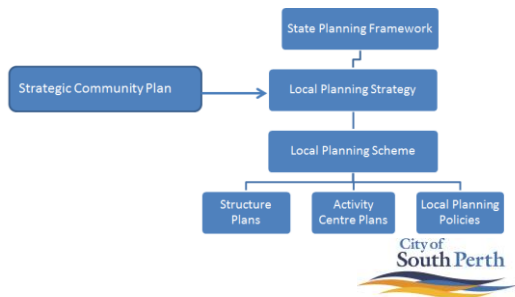 State Planning Framework
Strategic Community Plan
Local Planning Strategy
Local Planning Scheme
Structure
Plans
Activity
Centre Plans
Local Planning
Policies
City of
South Perth